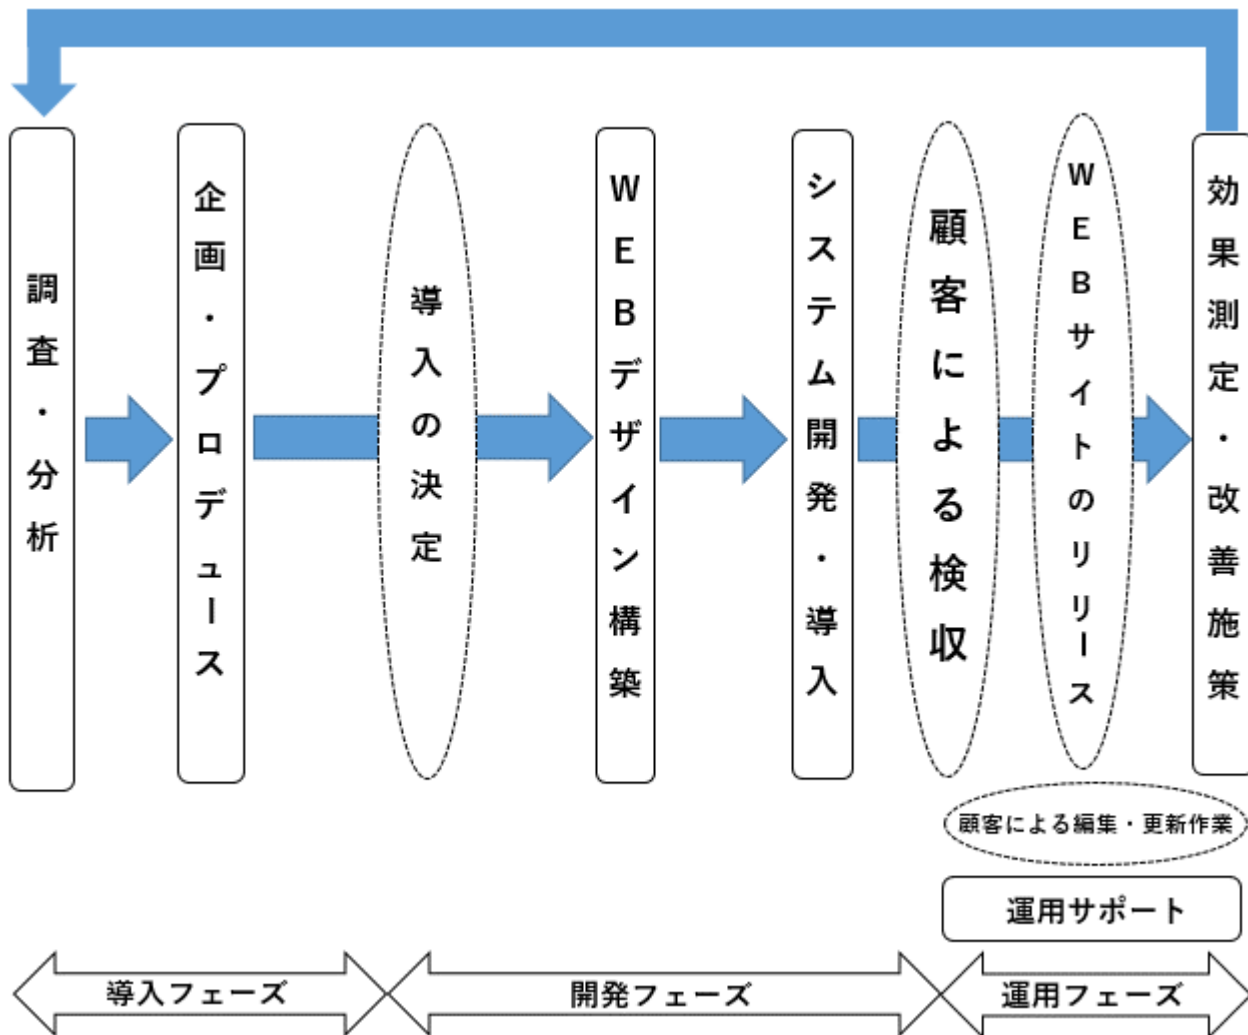 調査・分析
企画・プロデュース
導入の決定
WEBデザイン構築
システム開発・導入
顧客による検収
WEBサイトのリリース
効果測定・改善施策
顧客による編集・更新作業
運用サポート
導入フェーズ
開発フェーズ
運用フェーズ